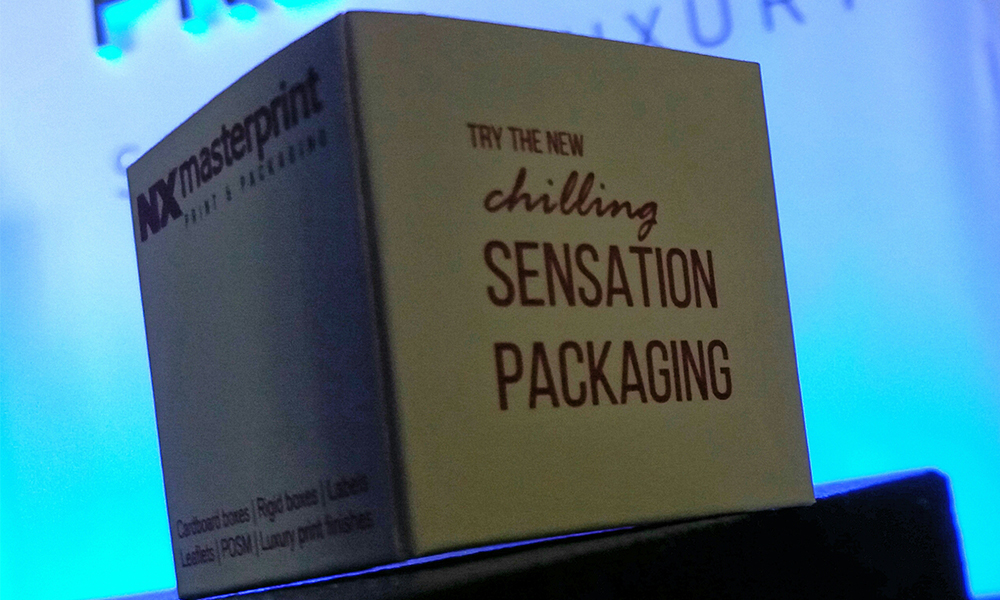 NXmasterprint
PRINT & PACKAGING
Cardboard boxes | Rigid boxes | Labels
Leaflets | POSM | Luxury print finishes
TRY THE NEW
chilling
SENSATION
PACKAGING